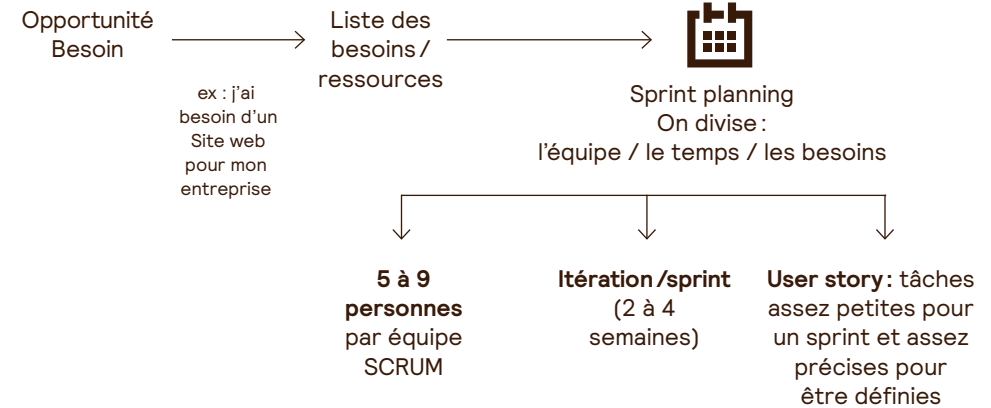 Opportunité
Besoin
Liste des
besoins /
ressources
ex : j'ai
besoin d'un
Site web
pour mon
entreprise
Sprint planning
On divise :
l'équipe / le temps / les besoins
5 à 9
personnes
par équipe
SCRUM
Itération /sprint
(2 à 4
semaines)
User story : tâches
assez petites pour
un sprint et assez
précises pour
être définies